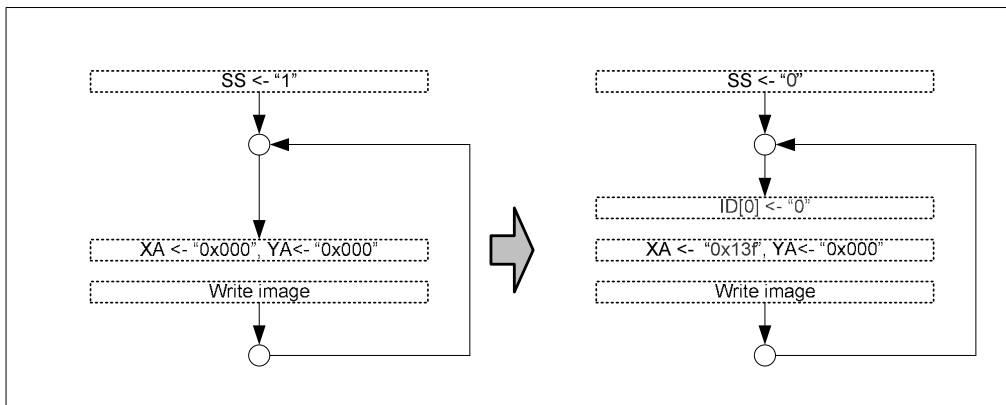 SS <- “1”
XA <- “0x000”, YA<- “0x000”
Write image
SS <- “0”
ID[0] <- “0”
XA <- “0x13f”, YA<- “0x000”
Write image